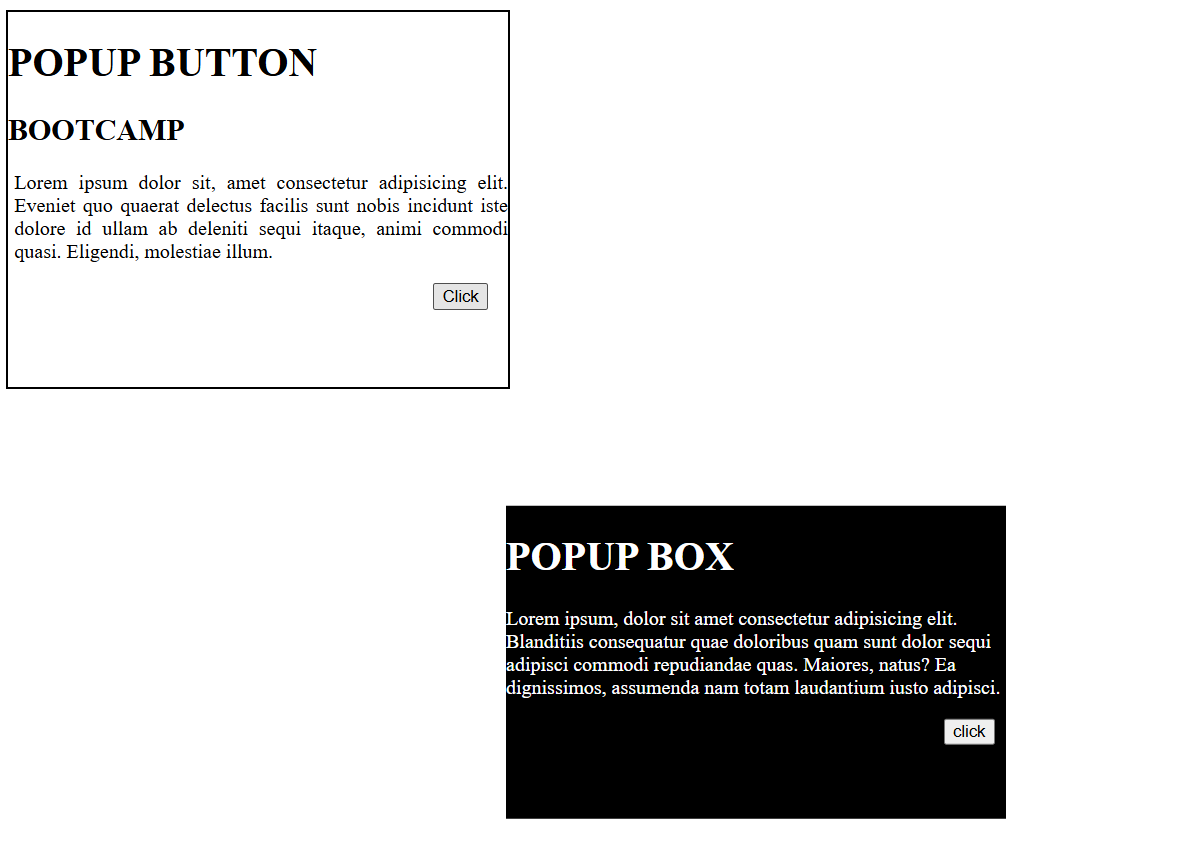 POPUP BUTTON
BOOTCAMP
Lorem ipsum dolor sit, amet consectetur adipisicing elit.
Eveniet quo quaerat delectus facilis sunt nobis incidunt iste
dolore id ullam ab deleniti sequi itaque, animi commodi
quasi. Eligendi, molestiae illum.
Click
POPUP BOX
Lorem ipsum, dolor sit amet consectetur adipisicing elit.
Blanditiis consequatur quae doloribus quam sunt dolor sequi
adipisci commodi repudiandae quas. Maiores, natus? Ea
dignissimos, assumenda nam totam laudantium iusto adipisci.
click